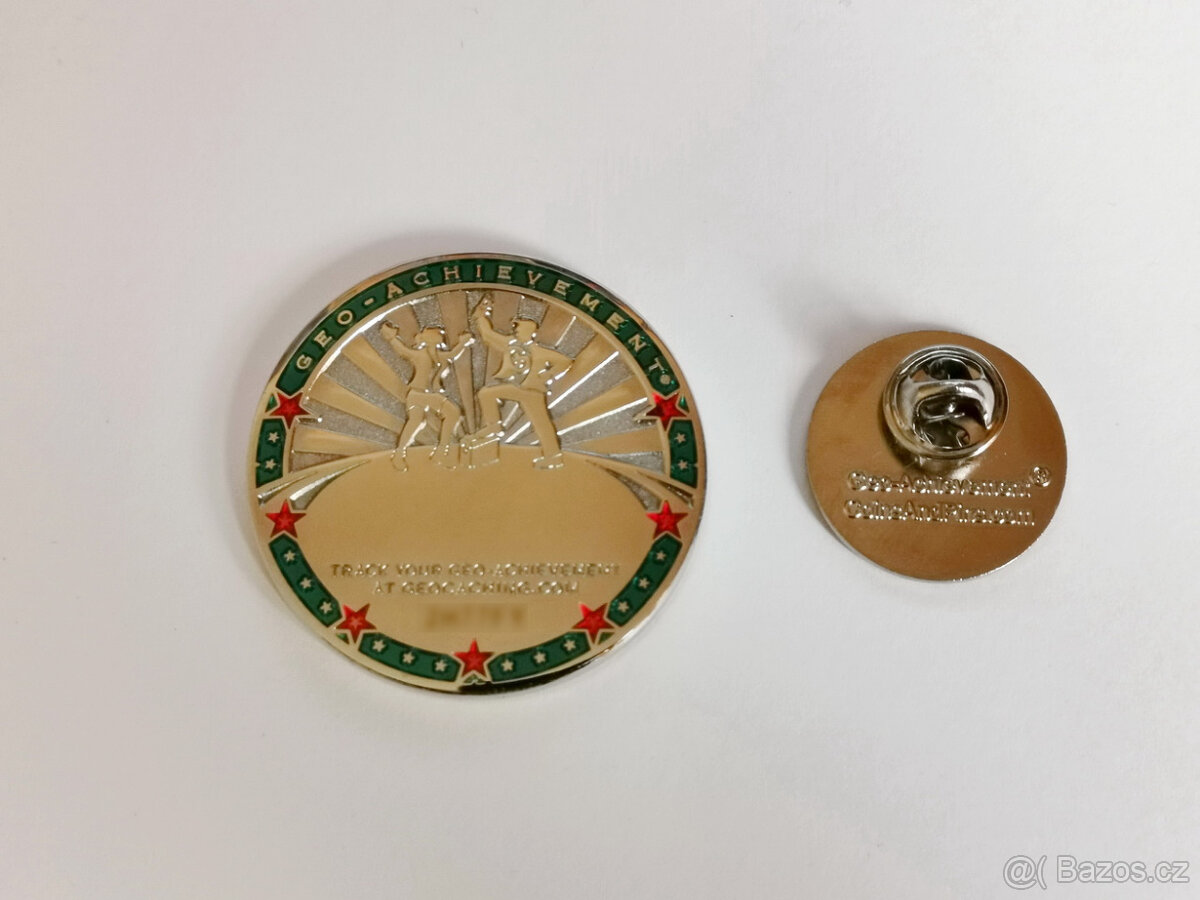 GEO-ACHIEVEMENT®
TRACK YOUR GEO-ACHIEVEMENT
AT GEOCACHING.COM
Geo-Achievement®
CoinsAndPins.com
@( Bazos.cz